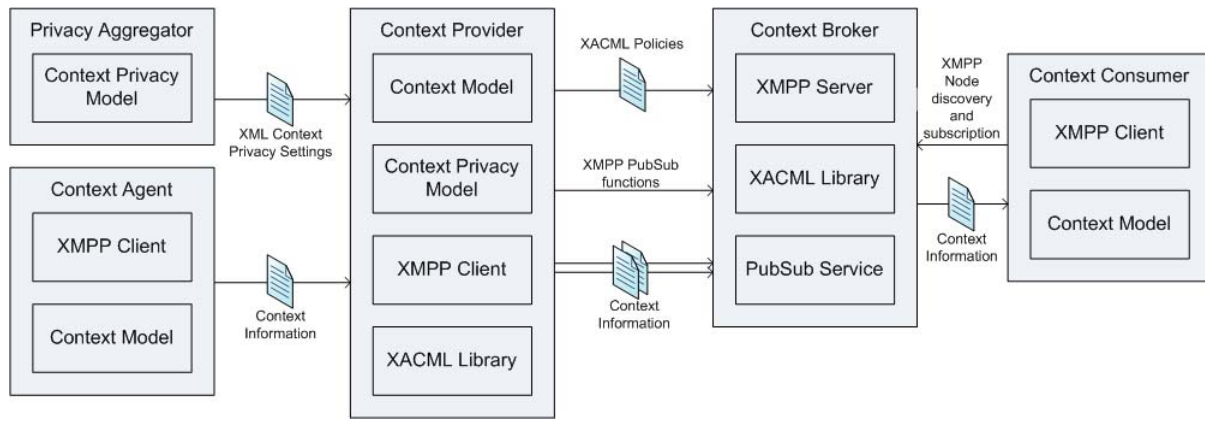 Privacy Aggregator
Context Privacy
Model
XML Context
Privacy Settings
Context Agent
XMPP Client
Context Model
Context
Information
Context Provider
Context Model
Context Privacy
Model
XMPP Client
XACML Library
XACML Policies
XMPP PubSub
functions
Context
Information
Context Broker
XMPP Server
XACML Library
PubSub Service
XMPP
Node
discovery
and
subscription
Context
Information
Context Consumer
XMPP Client
Context Model